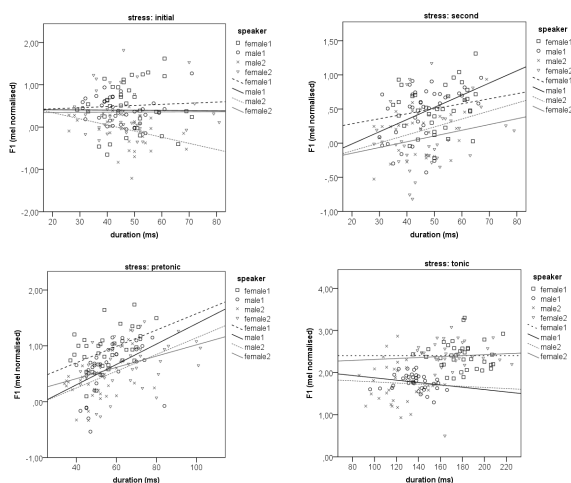 stress: initial
speaker
female1
male1
male2
female2
female1
male1
male2
female2
2,00
1,00
0,00
-1,00
-2,00
F1 (mel normalised)
20 30 40 50 60 70 80
duration (ms)
stress: second
speaker
female1
male1
male2
female2
female1
male1
male2
female2
1,50
1,00
,50
,00
-,50
-1,00
F1 (mel normalised)
20 30 40 50 60 70 80
duration (ms)
stress: pretonic
speaker
female1
male1
male2
female2
female1
male1
male2
female2
2,00
1,00
,00
-1,00
F1 (mel normalised)
40 60 80 100
duration (ms)
stress: tonic
speaker
female1
male1
male2
female2
female1
male1
male2
female2
4,00
3,00
2,00
1,00
,00
F1 (mel normalised)
80 100 120 140 160 180 200 220
duration (ms)